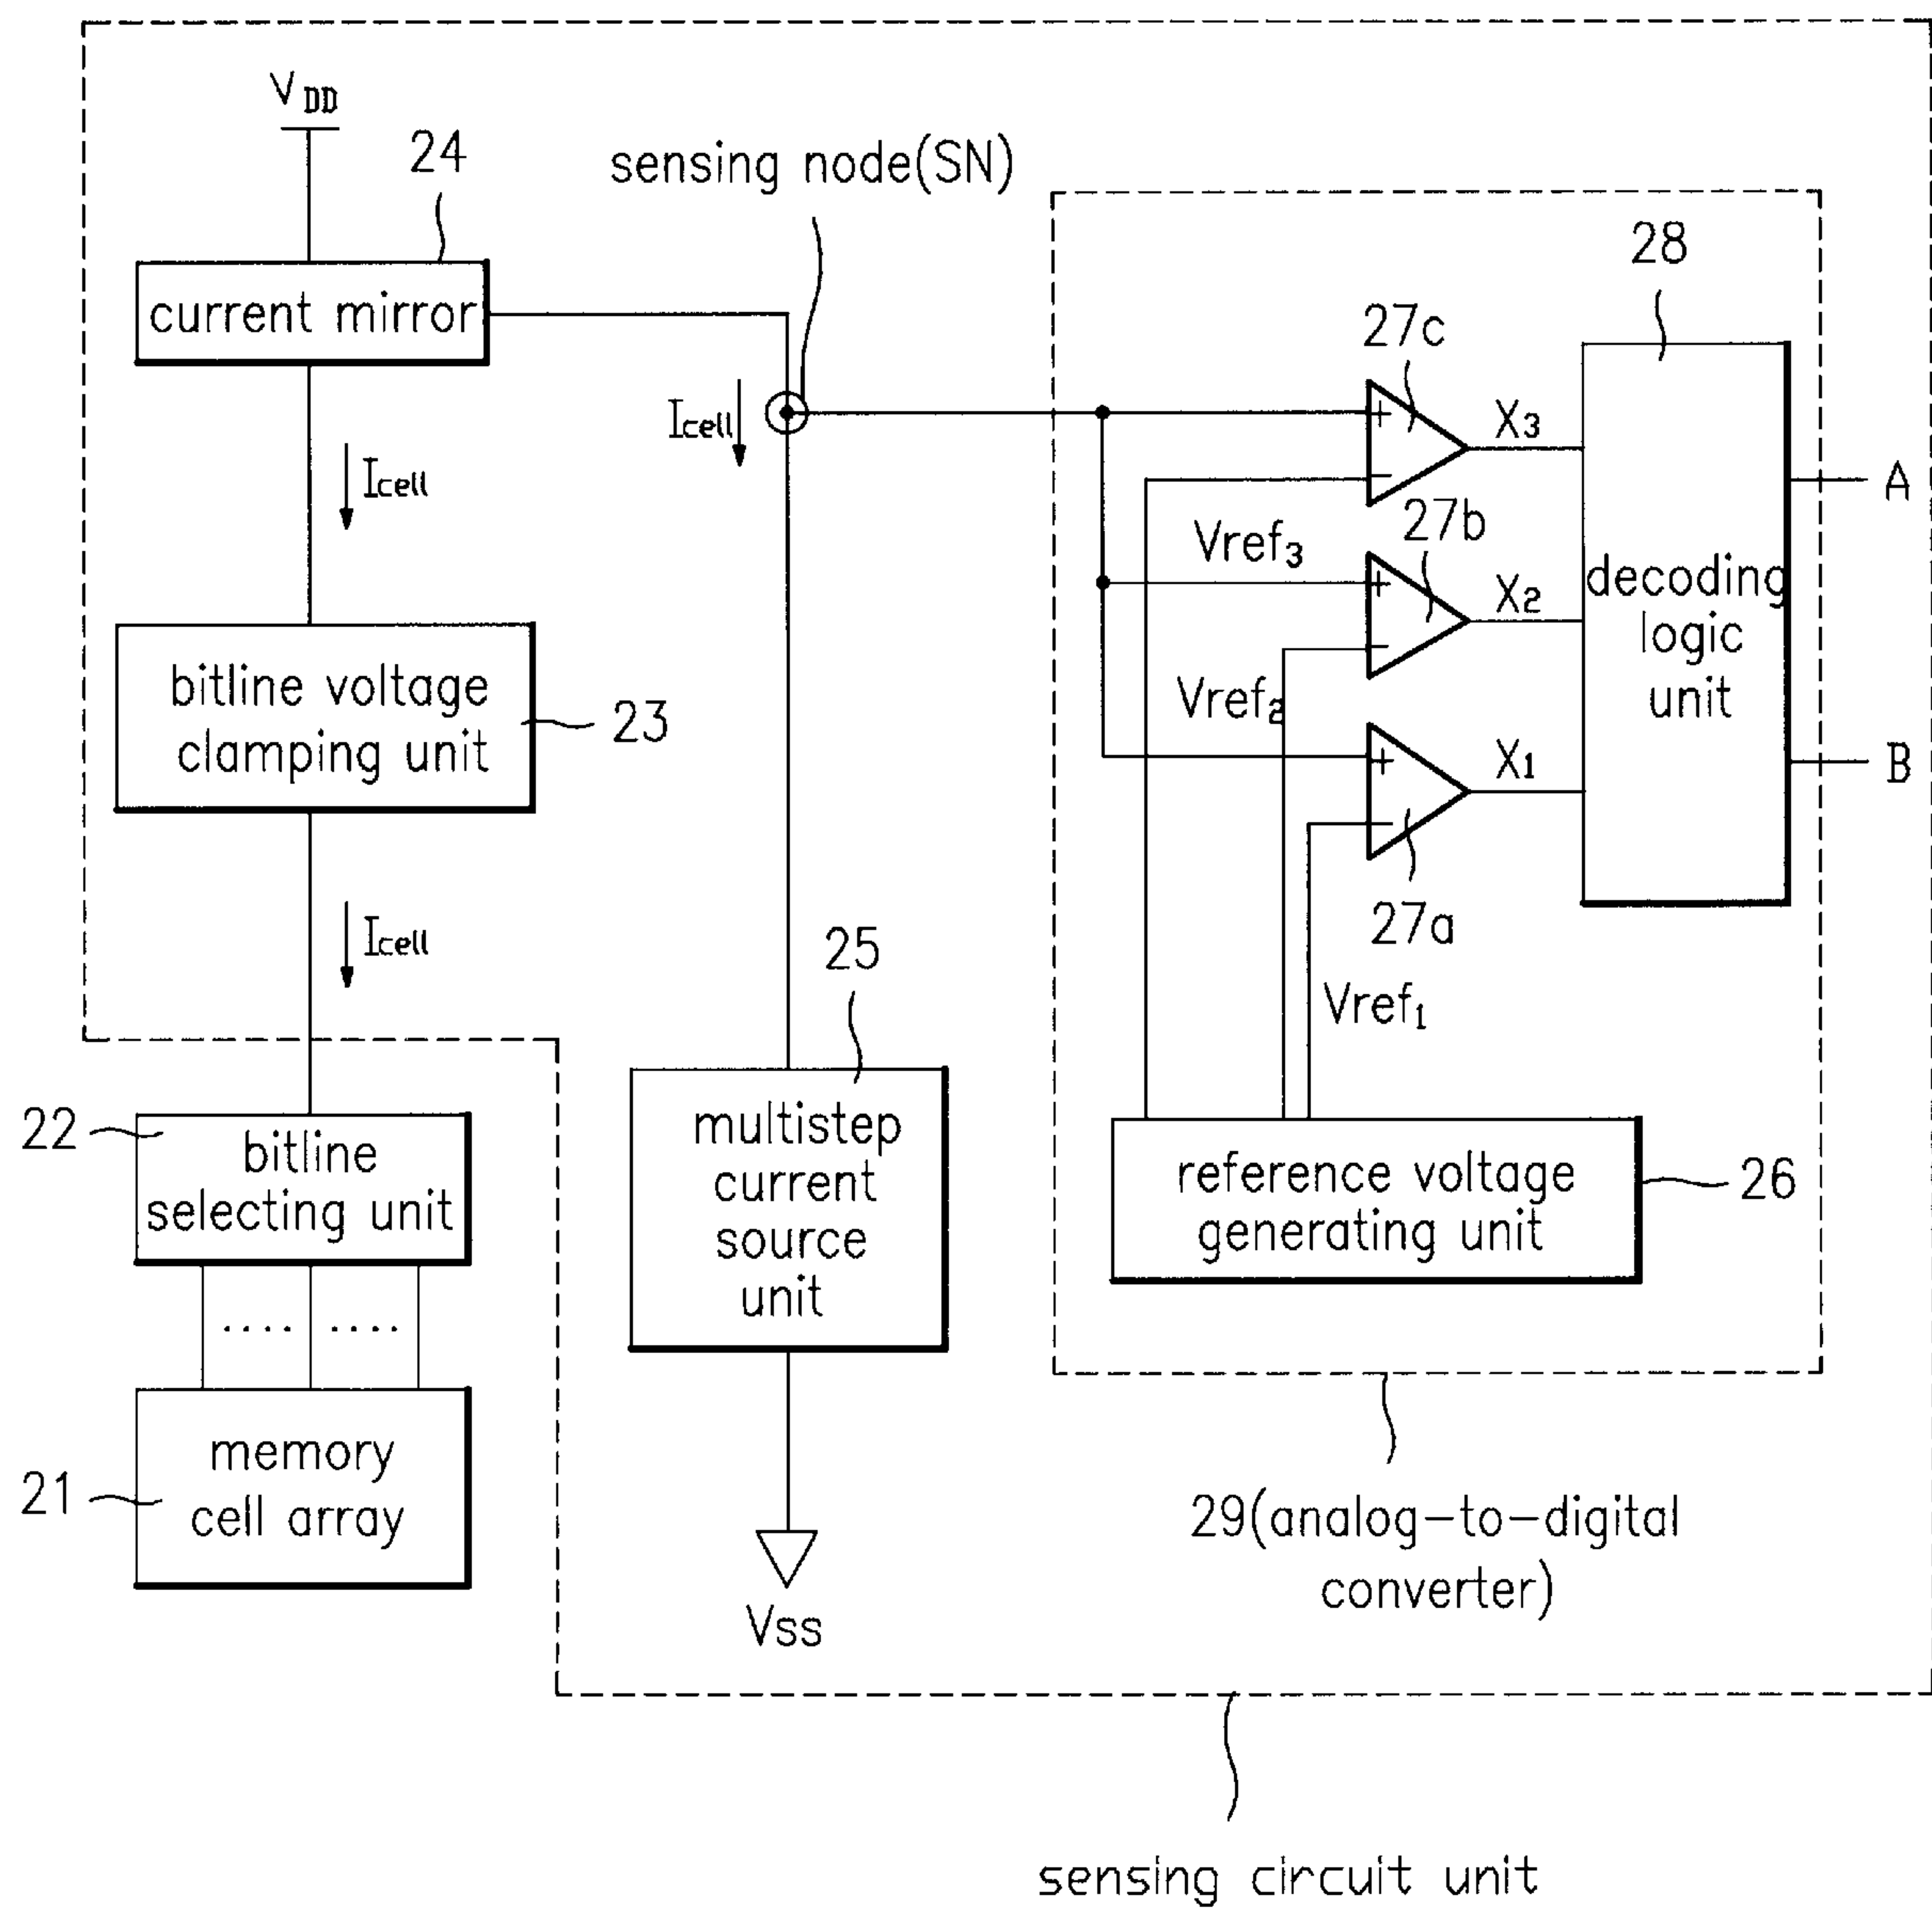 VDD
24
sensing node(SN)
current mirror
28
27c
X3
Icell
Icell
A
27b
Vref3
X2
decoding
logic
unit
bitline voltage
clamping unit
23
Vref2
X1
B
27a
Icell
25
Vref1
22
bitline
selecting unit
multistep
current
source
unit
reference voltage
generating unit
26
.... ....
21
memory
cell array
29(analog-to-digital
converter)
Vss
sensing circuit unit